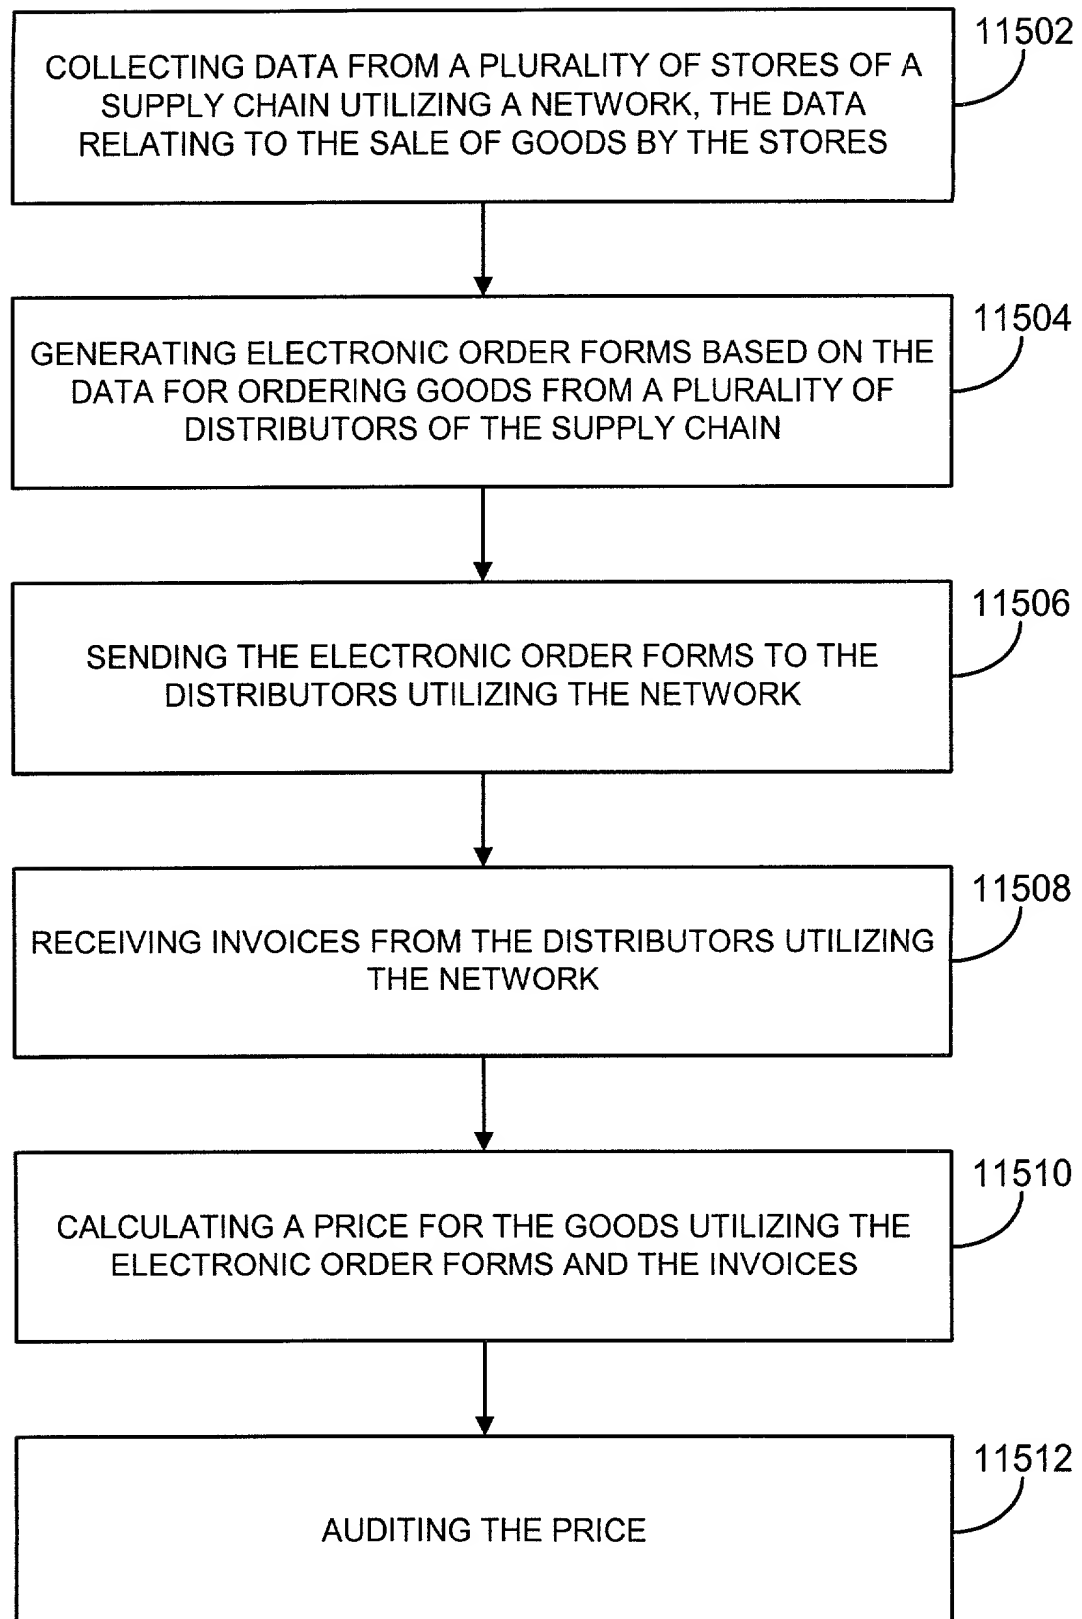 11502
COLLECTING DATA FROM A PLURALITY OF STORES OF A
SUPPLY CHAIN UTILIZING A NETWORK, THE DATA
RELATING TO THE SALE OF GOODS BY THE STORES
11504
GENERATING ELECTRONIC ORDER FORMS BASED ON THE
DATA FOR ORDERING GOODS FROM A PLURALITY OF
DISTRIBUTORS OF THE SUPPLY CHAIN
11506
SENDING THE ELECTRONIC ORDER FORMS TO THE
DISTRIBUTORS UTILIZING THE NETWORK
11508
RECEIVING INVOICES FROM THE DISTRIBUTORS UTILIZING
THE NETWORK
11510
CALCULATING A PRICE FOR THE GOODS UTILIZING THE
ELECTRONIC ORDER FORMS AND THE INVOICES
11512
AUDITING THE PRICE